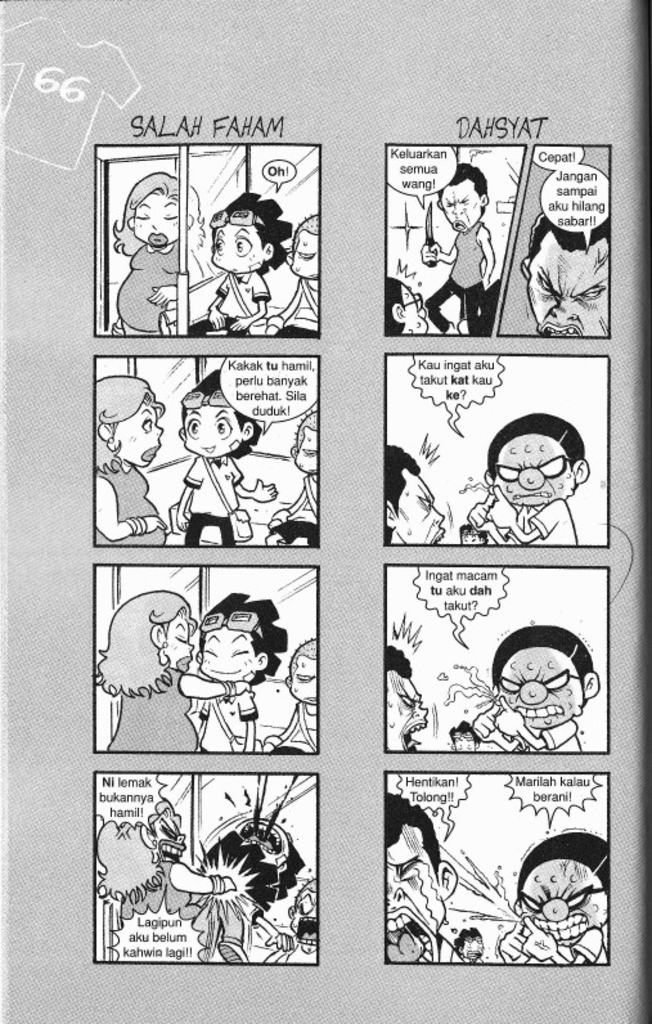 66
SALAH FAHAM
Oh!
Kakak tu hamil,
perlu banyak
berehat. Sila
duduk!
Ni lemak
bukannya
hamil!
Lagipun
aku belum
kahwin lagi!!
DAHSYAT
Keluarkan
semua
wang!
Cepat!
Jangan
sampai
aku hilang
sabar!!
Kau ingat aku
takut kat kau
ke?
Ingat macam
tu aku dah
takut?
Hentikan!
Tolong!!
Marilah kalau
berani!